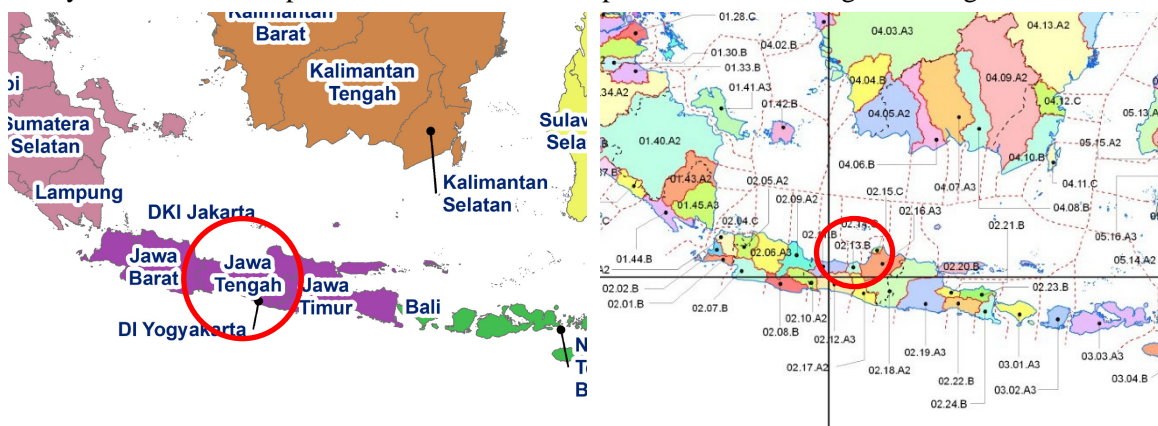 Kalimantan
Barat
Kalimantan
Tengah
Sumatera
Selatan
Lampung
Kalimantan
Selatan
DKI Jakarta
Jawa
Barat
Jawa
Tengah
Jawa
Timur
Bali
DI Yogyakarta
01.28.C
04.02.B
04.03.A3
04.13.A2
01.30.B
01.33.B
.34.A2
01.41.A3
01.42.B
04.04.B
04.09.A2
04.12.C
04.05.A2
05.13.A
05.15.A2
01.40.A2
04.06.B
04.10.B
04.11.C
04.07.A3
04.08.B
01.43.A2
02.05.A2
02.15.C
01.45.A3
02.09.A2
02.16.A3
02.04.C
02.21.B
05.16.A3
02.13.B
02.06.A3
01.44.B
05.14.A2
02.20.B
02.02.B
02.23.B
02.01.B
02.07.B
02.10.A2
02.08.B
02.12.A3
02.19.A3
03.01.A3
03.03.A3
02.17.A2
02.18.A2
02.22.B
03.02.A3
03.04.B
02.24.B